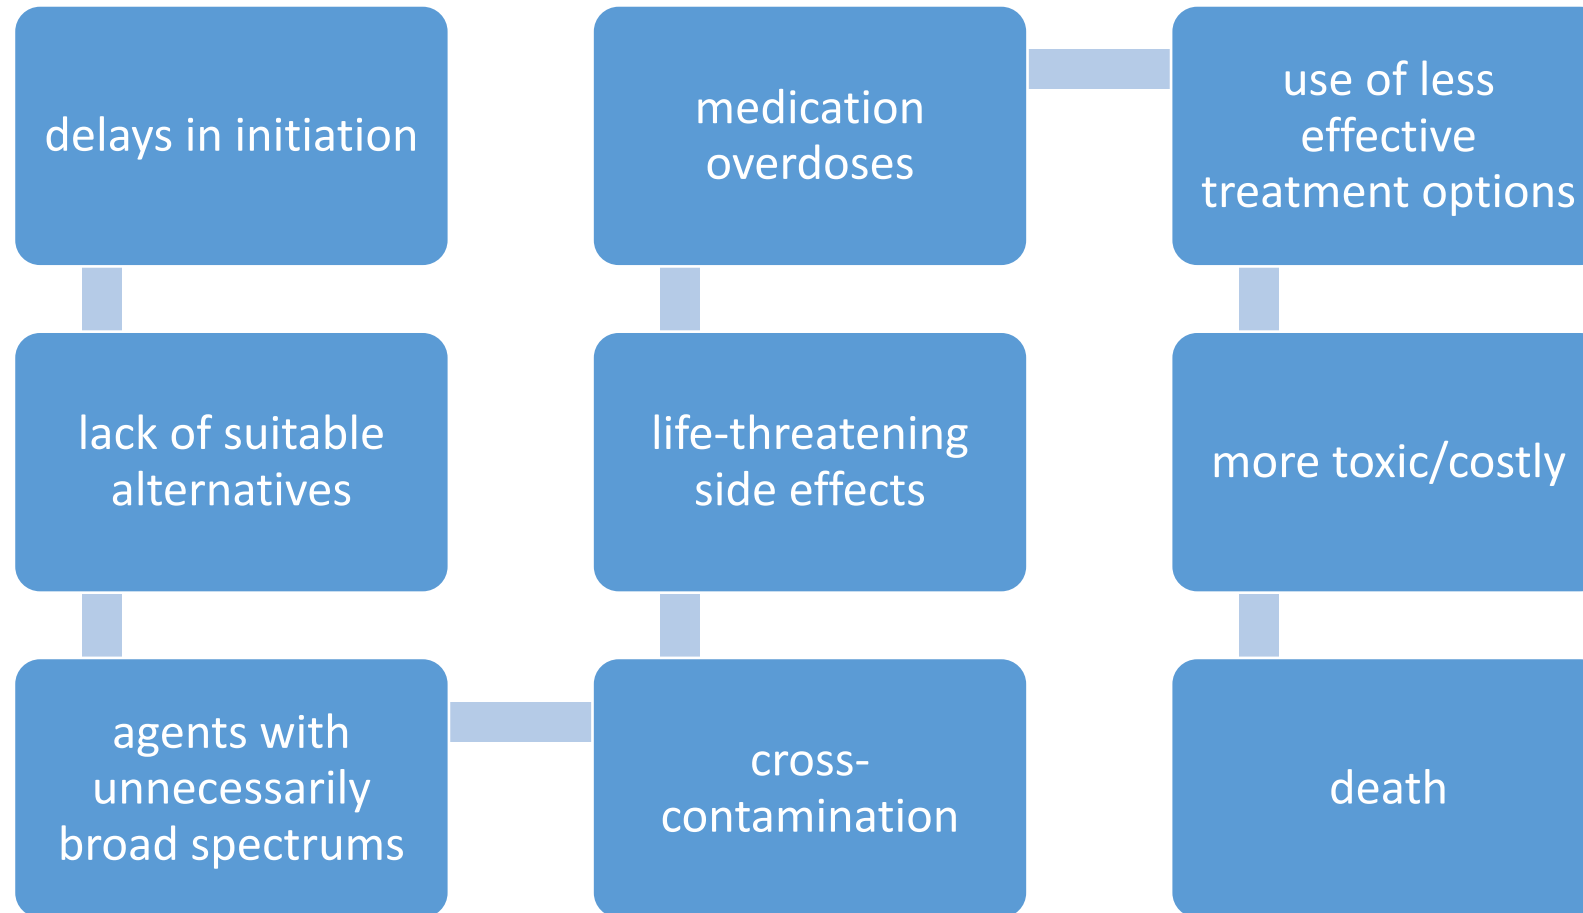 delays in initiation
lack of suitable
alternatives
agents with
unnecessarily
broad spectrums
cross-
contamination
life-threatening
side effects
medication
overdoses
use of less
effective
treatment options
more toxic/costly
death